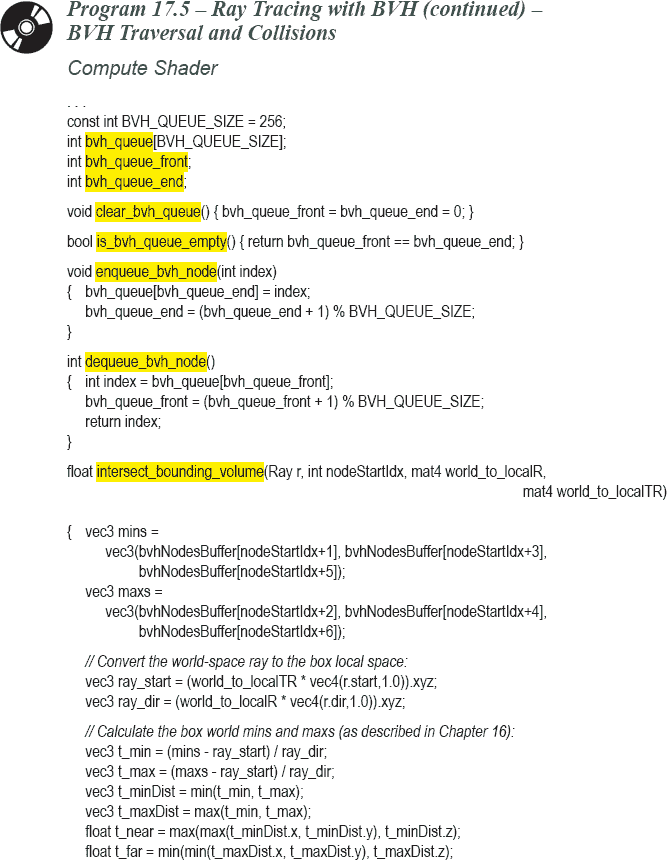 Program 17.5 – Ray Tracing with BVH (continued) –
BVH Traversal and Collisions
Compute Shader
. . .
const int BVH_QUEUE_SIZE = 256;
int bvh_queue[BVH_QUEUE_SIZE];
int bvh_queue_front;
int bvh_queue_end;
void clear_bvh_queue() { bvh_queue_front = bvh_queue_end = 0; }
bool is_bvh_queue_empty() { return bvh_queue_front == bvh_queue_end; }
void enqueue_bvh_node(int index)
{ bvh_queue[bvh_queue_end] = index;
bvh_queue_end = (bvh_queue_end + 1) % BVH_QUEUE_SIZE;
}
int dequeue_bvh_node()
{ int index = bvh_queue[bvh_queue_front];
bvh_queue_front = (bvh_queue_front + 1) % BVH_QUEUE_SIZE;
return index;
}
float intersect_bounding_volume(Ray r, int nodeStartIdx, mat4 world_to_localR,
mat4 world_to_localTR)
{ vec3 mins =
vec3(bvhNodesBuffer[nodeStartIdx+1], bvhNodesBuffer[nodeStartIdx+3],
bvhNodesBuffer[nodeStartIdx+5]);
vec3 maxs =
vec3(bvhNodesBuffer[nodeStartIdx+2], bvhNodesBuffer[nodeStartIdx+4],
bvhNodesBuffer[nodeStartIdx+6]);
// Convert the world-space ray to the box local space:
vec3 ray_start = (world_to_localTR * vec4(r.start,1.0)).xyz;
vec3 ray_dir = (world_to_localR * vec4(r.dir,1.0)).xyz;
// Calculate the box world mins and maxs (as described in Chapter 16):
vec3 t_min = (mins - ray_start) / ray_dir;
vec3 t_max = (maxs - ray_start) / ray_dir;
vec3 t_minDist = min(t_min, t_max);
vec3 t_maxDist = max(t_min, t_max);
float t_near = max(max(t_minDist.x, t_minDist.y), t_minDist.z);
float t_far = min(min(t_maxDist.x, t_maxDist.y), t_maxDist.z);